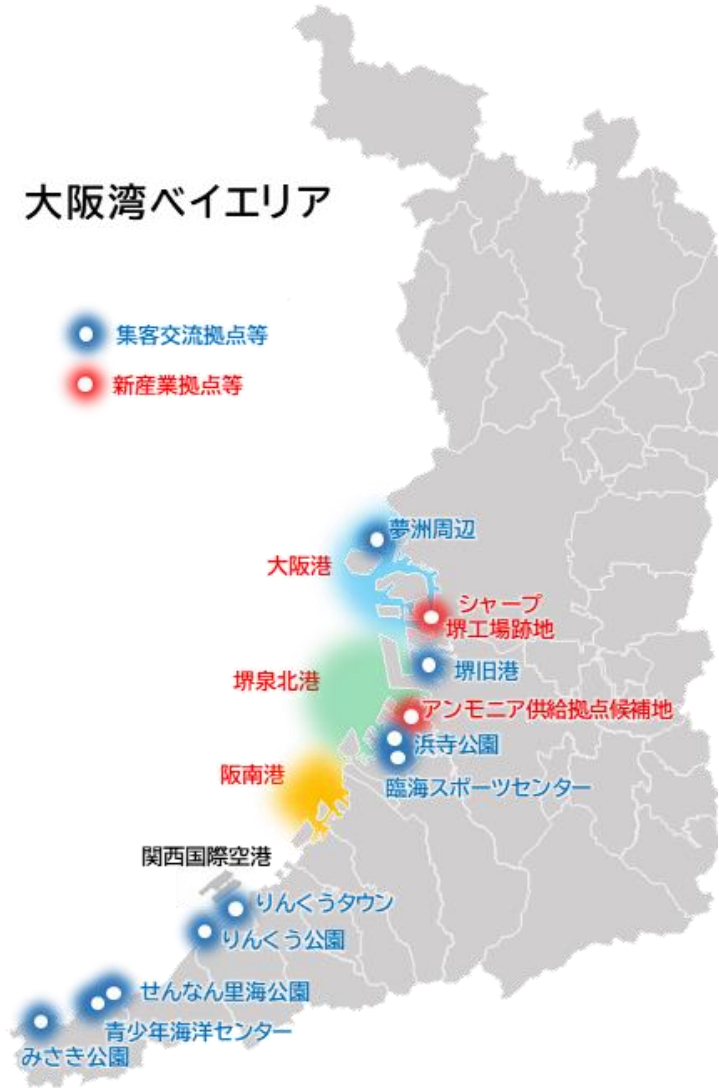 大阪湾ベイエリア
集客交流拠点等
新産業拠点等
夢洲周辺
大阪港
シャープ
堺工場跡地
堺旧港
堺泉北港
アンモニア供給拠点候補地
浜寺公園
阪南港
臨海スポーツセンター
関西国際空港
りんくうタウン
りんくう公園
せんなん里海公園
青少年海洋センター
みさき公園